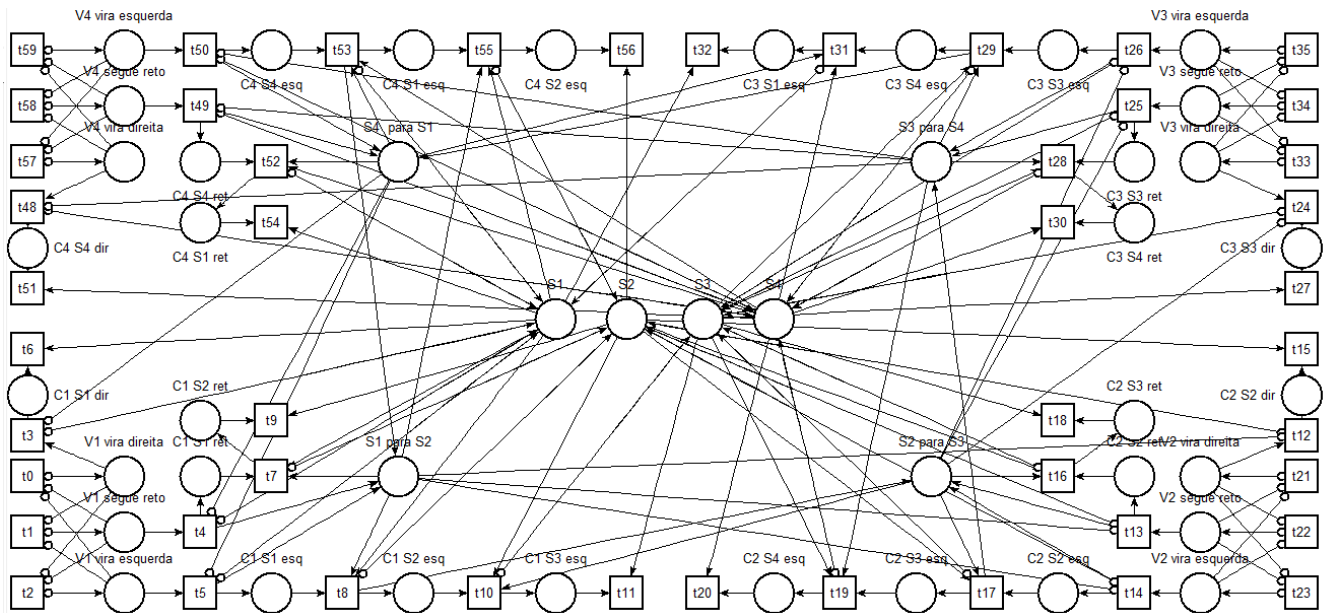 V4 vira esquerda
V3 vira esquerda
t59
t50
t53
t55
t56
t32
t31
t29
t26
t35
C4 S4 esq
C4 S1 esq
C4 S2 esq
C3 S1 esq
C3 S4 esq
C3 S3 esq
V4 segue reto
V3 segue reto
t58
t49
t25
t34
V4 vira direita
S4 para S1
S3 para S4
V3 vira direita
t57
t52
t28
t33
C4 S4 ret
C3 S3 ret
t48
t54
t30
t24
C4 S4 dir
C4 S1 ret
C3 S4 ret
C3 S3 dir
t51
S1
S2
S3
S4
t27
t6
t15
C1 S1 dir
C1 S2 ret
C2 S3 ret
C2 S2 dir
t3
t9
t18
t12
V1 vira direita
C1 S1 ret
S1 para S2
S2 para S3
C2 S2 ret
V2 vira direita
t0
t7
t16
t21
V1 segue reto
V2 segue reto
t1
t4
t13
t22
V1 vira esquerda
C1 S1 esq
C1 S2 esq
C1 S3 esq
C2 S4 esq
C2 S3 esq
C2 S2 esq
V2 vira esquerda
t2
t5
t8
t10
t11
t20
t19
t17
t14
t23